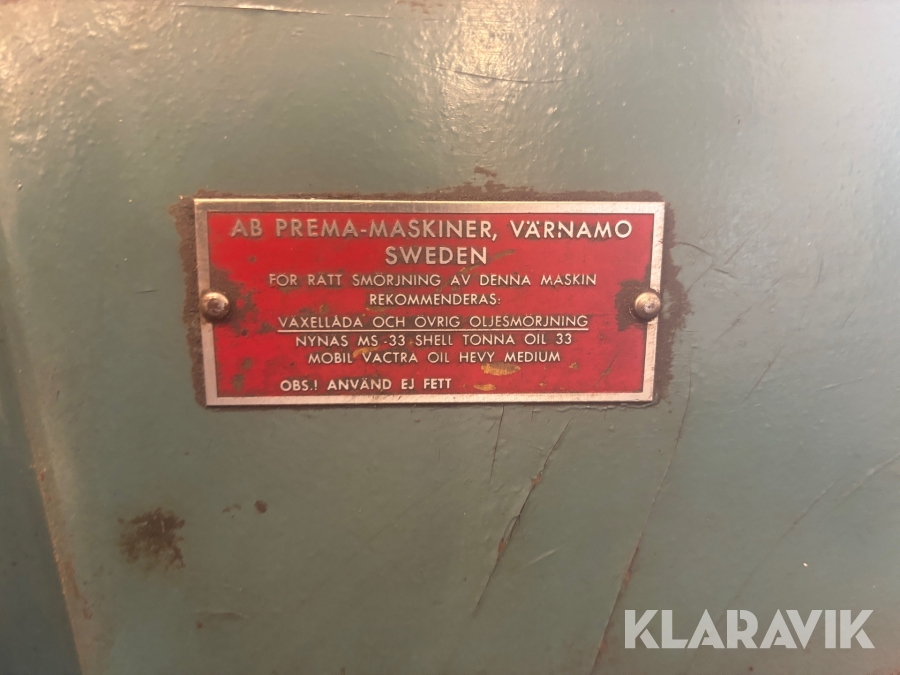 AB PREMA-MASKINER, VÄRNAMO
SWEDEN
FÖR RÄTT SMÖRJNING AV DENNA MASKIN
REKOMMENDERAS:
VÄXELLÅDA OCH ÖVRIG OLJESMÖRJNING
NYNAS MS-33 SHELL TONNA OIL 33
MOBIL VACTRA OIL HEVY MEDIUM
OBS.! ANVÄND EJ FETT
KLARAVIK